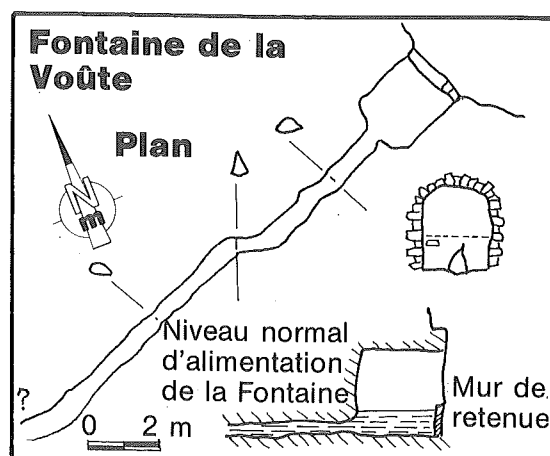 Fontaine de la
Voûte
Plan
N
m
Niveau normal
d'alimentation
de la Fontaine
Mur de
retenue
?
0 2 m